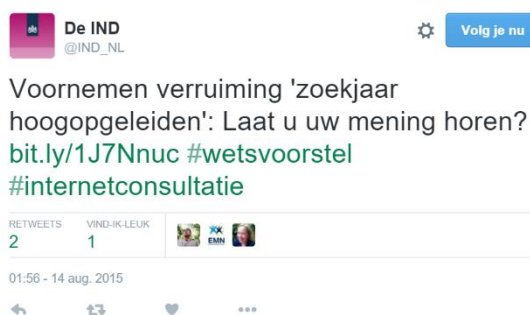 De IND
@IND_NL
Volg je nu
Voornemen verruiming 'zoekjaar
hoogopgeleiden': Laat u uw mening horen?
bit.ly/1J7Nnuc #wetsvoorstel
#internetconsultatie
RETWEETS
2
VIND-IK-LEUK
1
EMN
01:56 - 14 aug. 2015